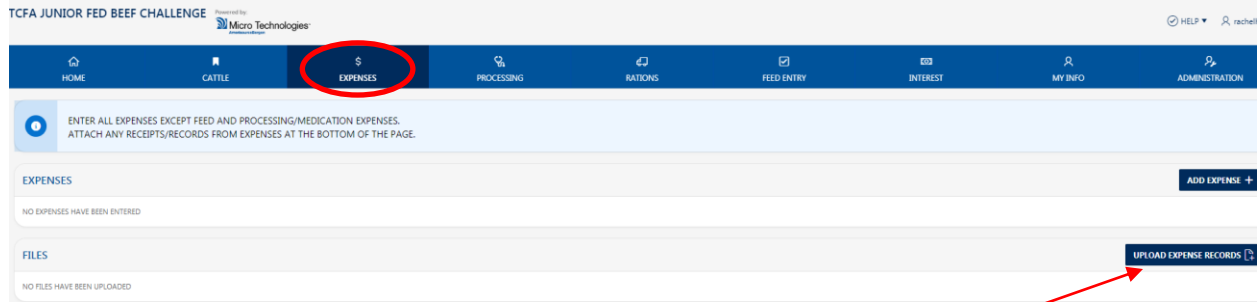 TCFA JUNIOR FED BEEF CHALLENGE Powered by:
Micro Technologies
HELP ▼ rachell
HOME CATTLE $ EXPENSES PROCESSING RATIONS FEED ENTRY INTEREST MY INFO ADMINISTRATION
ENTER ALL EXPENSES EXCEPT FEED AND PROCESSING/MEDICATION EXPENSES.
ATTACH ANY RECEIPTS/RECORDS FROM EXPENSES AT THE BOTTOM OF THE PAGE.
EXPENSES ADD EXPENSE +
NO EXPENSES HAVE BEEN ENTERED
FILES UPLOAD EXPENSE RECORDS
NO FILES HAVE BEEN UPLOADED